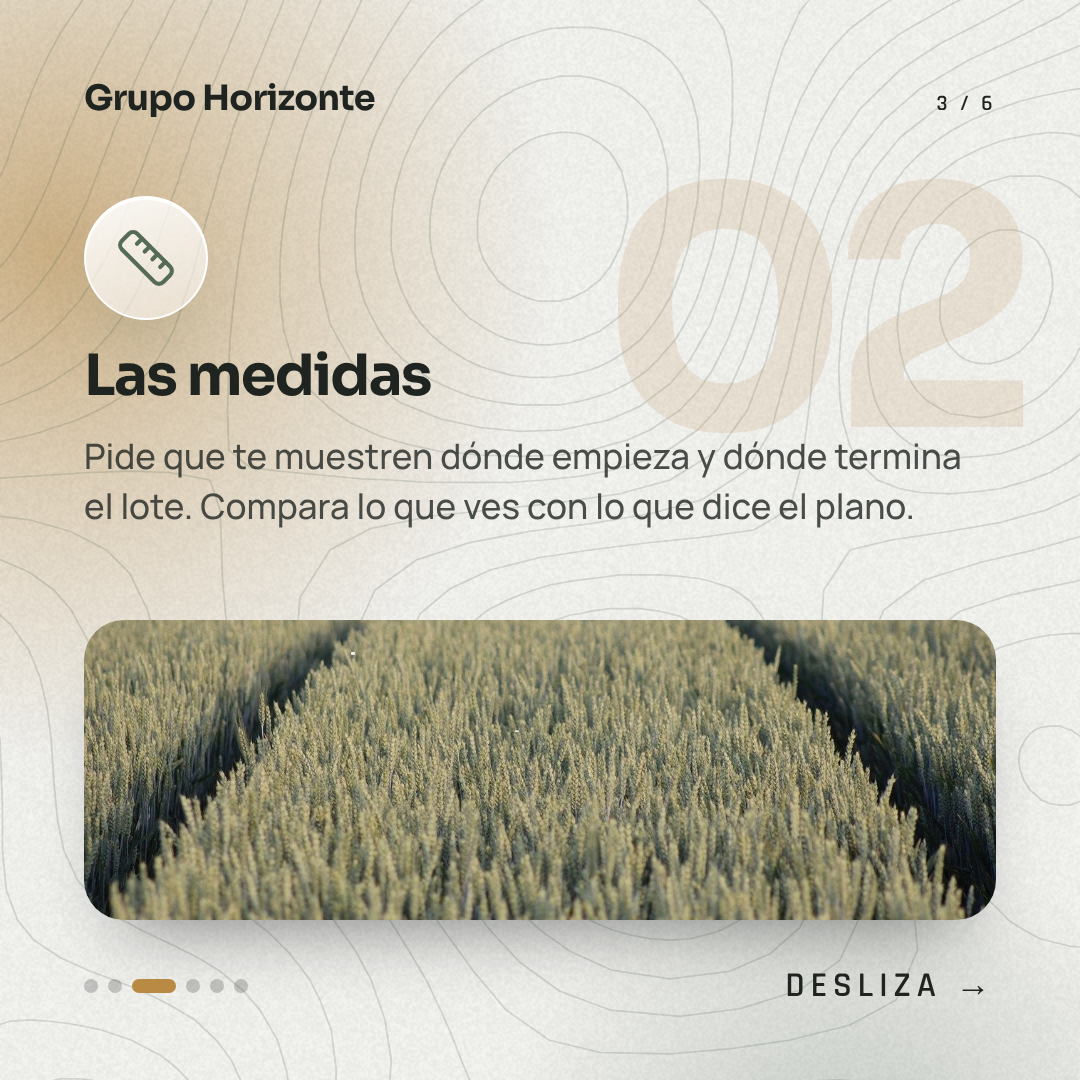 Grupo Horizonte
3 / 6
02
Las medidas
Pide que te muestren dónde empieza y dónde termina
el lote. Compara lo que ves con lo que dice el plano.
DESLIZA →